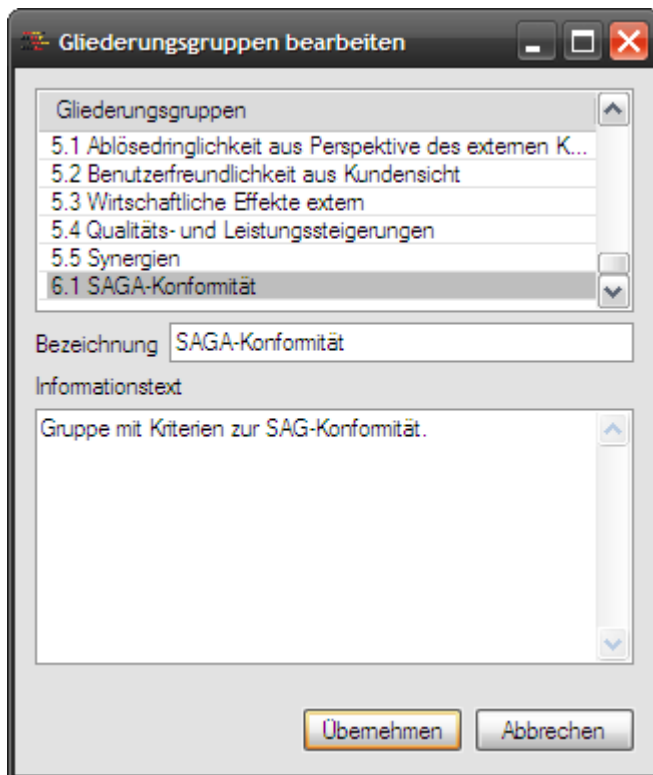 Gliederungsgruppen bearbeiten
Gliederungsgruppen
5.1 Ablösedringlichkeit aus Perspektive des externen K...
5.2 Benutzerfreundlichkeit aus Kundensicht
5.3 Wirtschaftliche Effekte extern
5.4 Qualitäts- und Leistungssteigerungen
5.5 Synergien
6.1 SAGA-Konformität
Bezeichnung SAGA-Konformität
Informationstext
Gruppe mit Kriterien zur SAG-Konformität.
Übernehmen Abbrechen